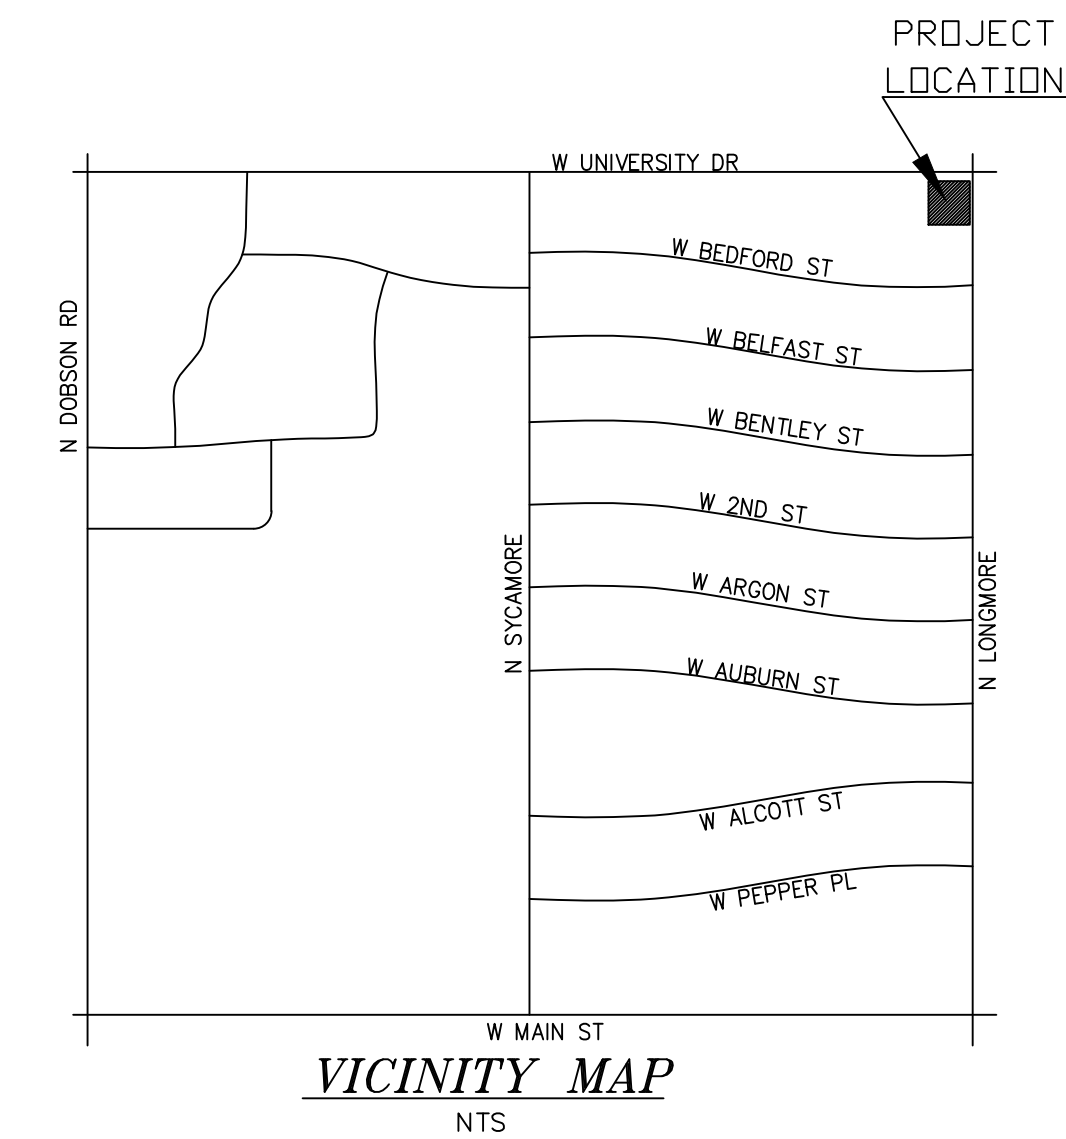 PROJECT
LOCATION
W UNIVERSITY DR
W BEDFORD ST
N DOBSON RD
W BELFAST ST
W BENTLEY ST
W 2ND ST
N SYCAMORE
N LONGMORE
W ARGON ST
W AUBURN ST
W ALCOTT ST
W PEPPER PL
W MAIN ST
VICINITY MAP
NTS